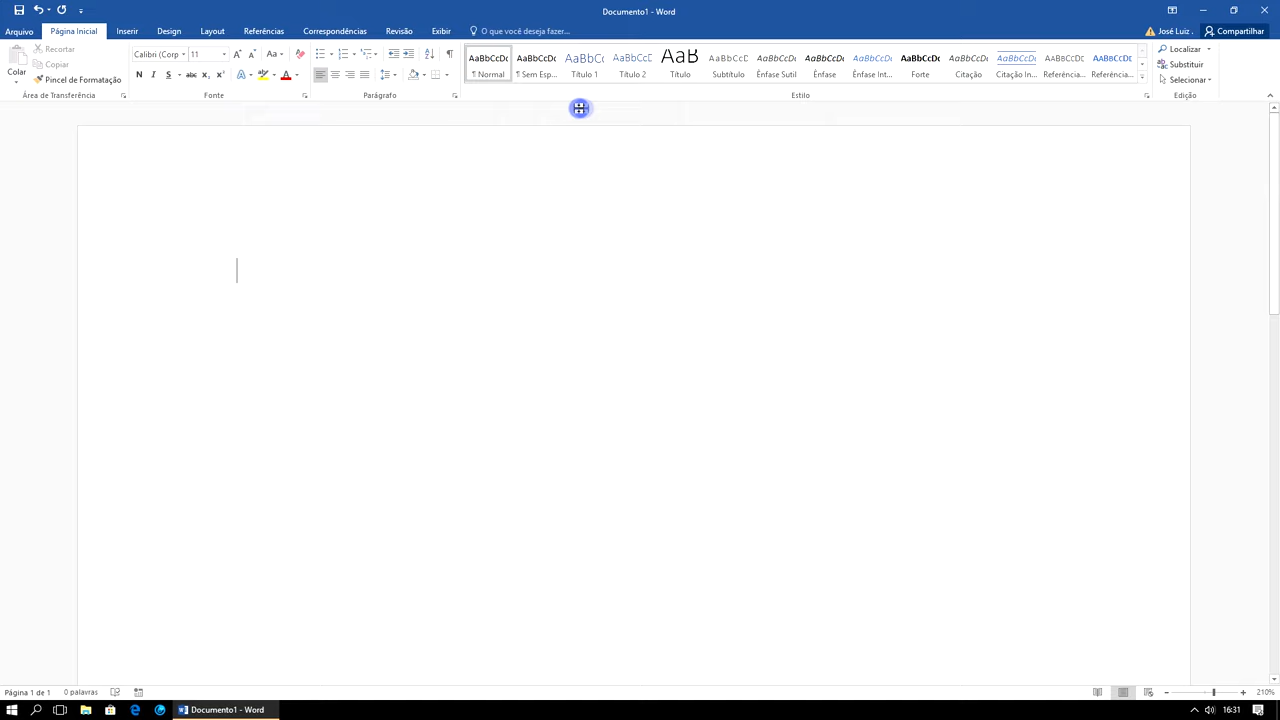 Documento1 - Word
José Luiz .
Compartilhar
Arquivo
Página Inicial
Inserir
Design
Layout
Referências
Correspondências
Revisão
Exibir
O que você deseja fazer...
Colar
Recortar
Copiar
Pincel de Formatação
Área de Transferência
Calibri (Corp
11
Aa
N I S abc x₂ x² A
Fonte
Parágrafo
AaBbCcDc AaBbCcDc AaBbCc AaBbCcC AaB AaBbCcD AaBbCcDc AaBbCcDc AaBbCcDc AaBbCcDc AaBbCcDc AaBbCcDc AaBbCcDc AaBbCcDc
¶ Normal ¶ Sem Esp... Título 1 Título 2 Título Subtítulo Ênfase Sutil Ênfase Ênfase Int... Forte Citação Citação In... Referência... Referência...
Estilo
Localizar
Substituir
Selecionar
Edição
Página 1 de 1
0 palavras
210%
Documento1 - Word
16:31